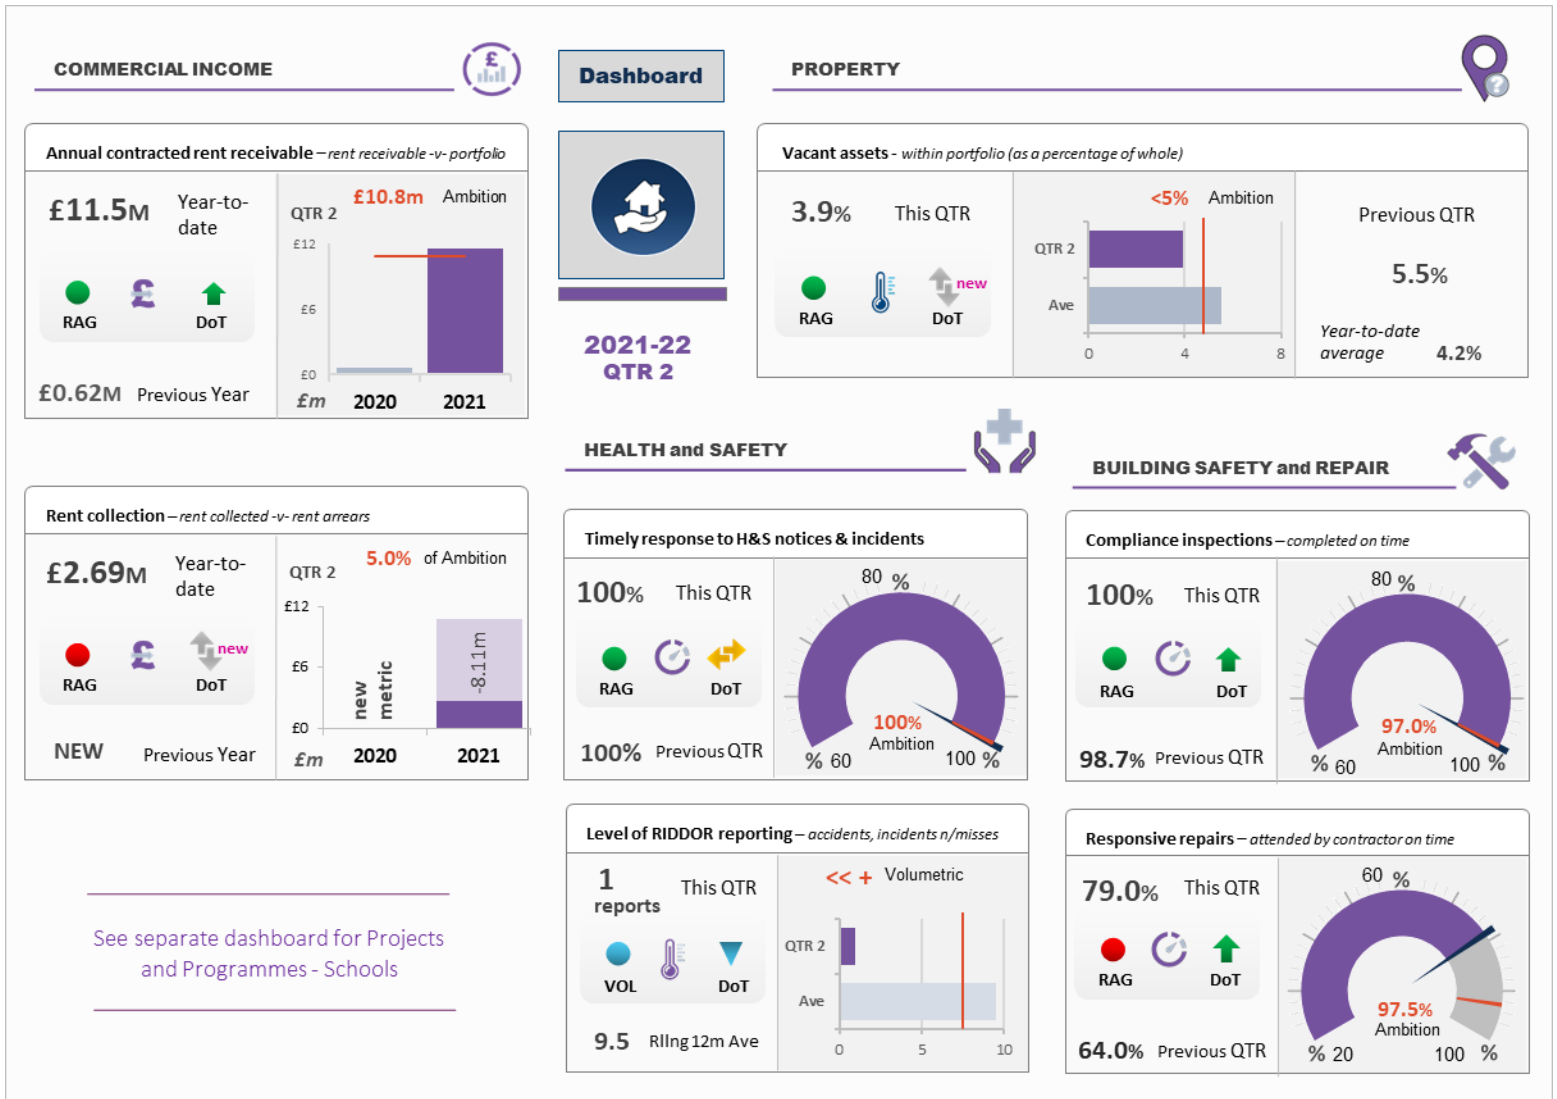 COMMERCIAL INCOME
£
Dashboard
PROPERTY
?
Annual contracted rent receivable – rent receivable -v- portfolio
£11.5M Year-to-
date
RAG
£
DoT
£0.62M Previous Year
£10.8m Ambition
QTR 2
£12
£6
£0
£m 2020 2021
2021-22
QTR 2
Vacant assets - within portfolio (as a percentage of whole)
3.9% This QTR
new
RAG DoT
<5% Ambition
QTR 2
Ave
0 4 8
Previous QTR
5.5%
Year-to-date
average 4.2%
Rent collection – rent collected -v- rent arrears
£2.69M Year-to-
date
£
new
RAG DoT
NEW Previous Year
5.0% of Ambition
QTR 2
£12
£6
£0
new
metric
-8.11m
£m 2020 2021
See separate dashboard for Projects
and Programmes - Schools
HEALTH and SAFETY
Timely response to H&S notices & incidents
100% This QTR
RAG DoT
100% Previous QTR
80 %
100%
Ambition
% 60 100 %
Level of RIDDOR reporting – accidents, incidents n/misses
1
reports
This QTR
VOL DoT
9.5 Rllng 12m Ave
<< + Volumetric
QTR 2
Ave
0 5 10
BUILDING SAFETY and REPAIR
Compliance inspections – completed on time
100% This QTR
RAG DoT
98.7% Previous QTR
80 %
97.0%
Ambition
% 60 100 %
Responsive repairs – attended by contractor on time
79.0% This QTR
RAG DoT
64.0% Previous QTR
60 %
97.5%
Ambition
% 20 100 %